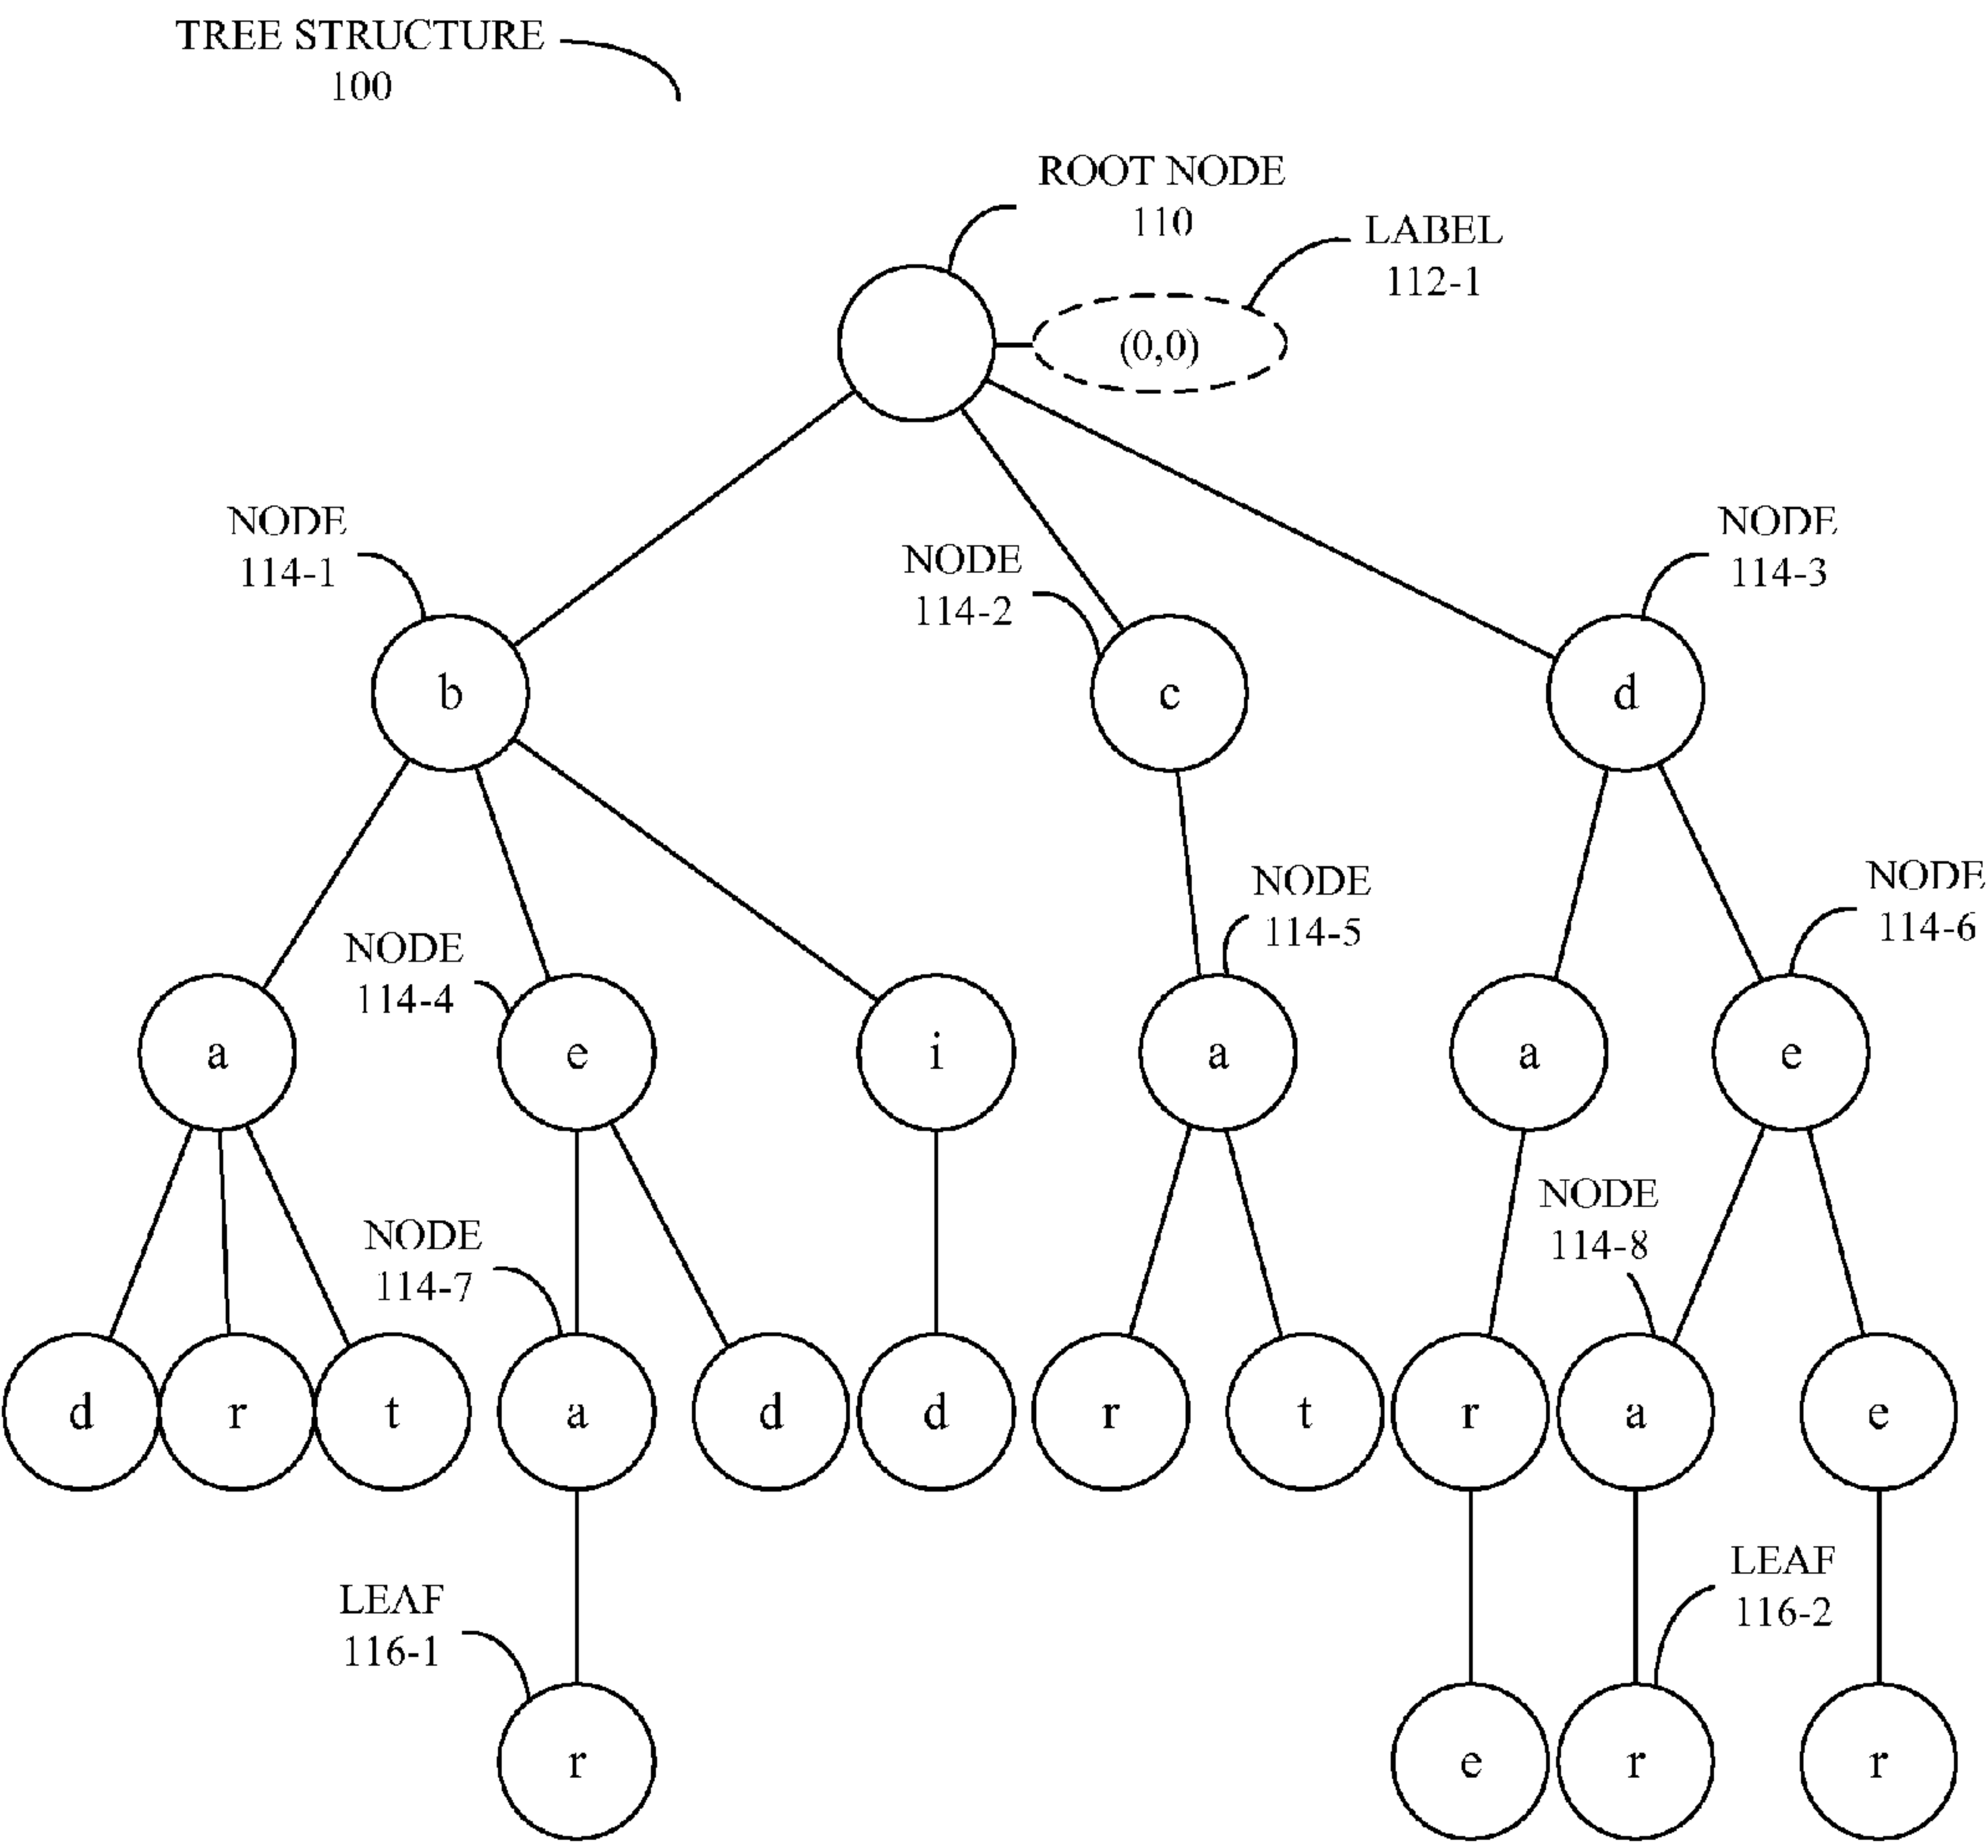 TREE STRUCTURE
100
ROOT NODE
110
LABEL
112-1
(0,0)
NODE
114-1
NODE
114-2
NODE
114-3
b
c
d
NODE
114-4
NODE
114-5
NODE
114-6
a
e
i
a
a
e
NODE
114-7
NODE
114-8
d
r
t
a
d
d
r
t
r
a
e
LEAF
116-1
LEAF
116-2
r
e
r
r